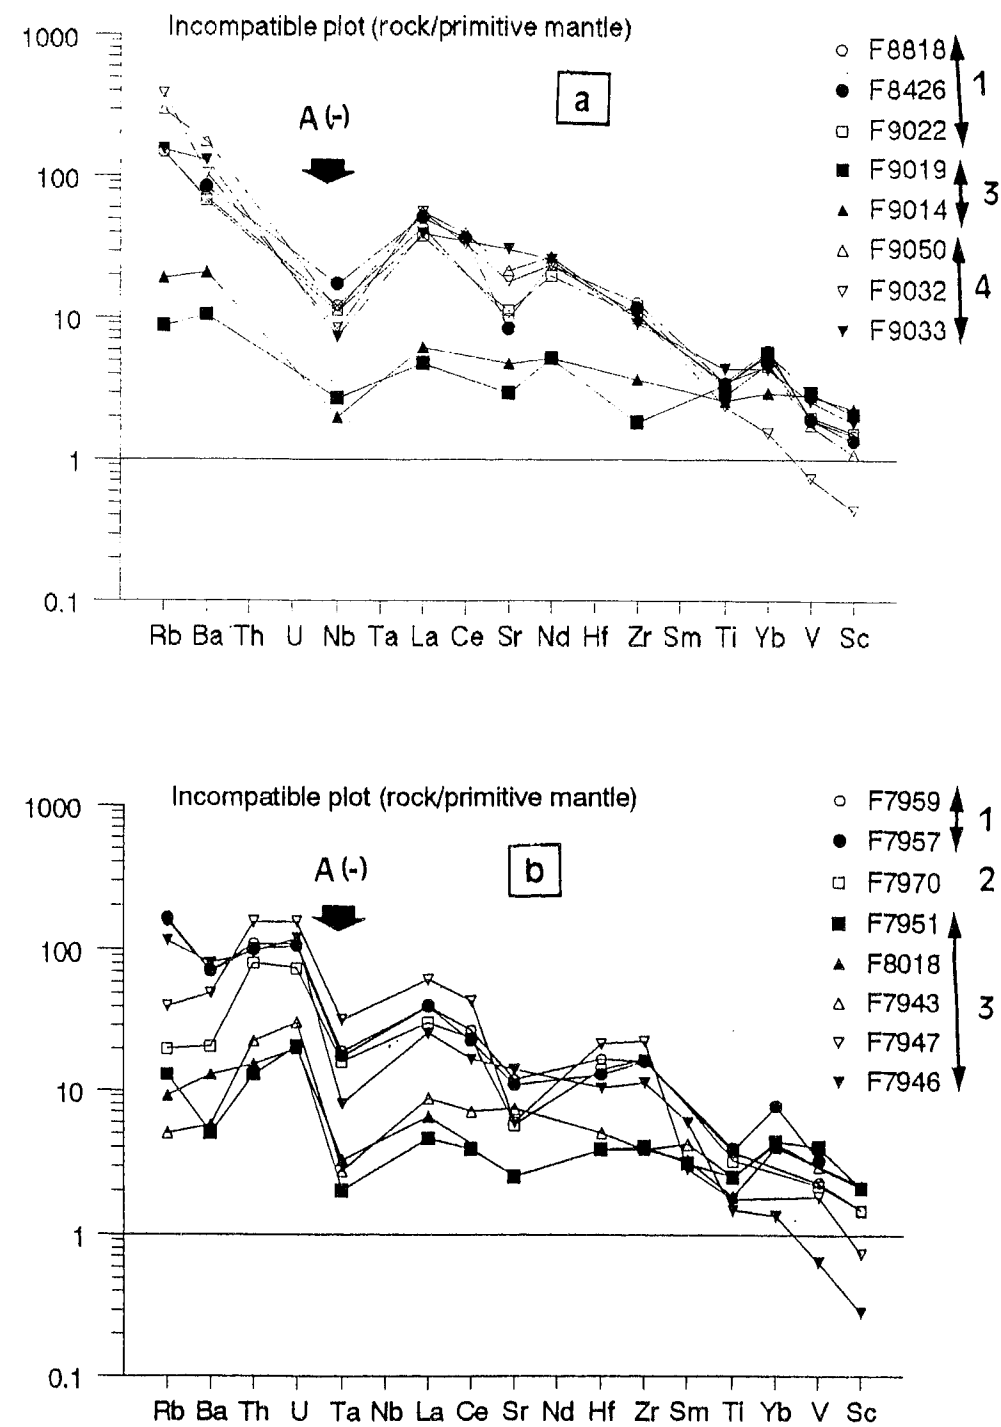 Incompatible plot (rock/primitive mantle)
1000
100
10
1
0.1
a
A (-)
F8818
F8426
F9022
1
F9019
F9014
3
F9050
F9032
F9033
4
Rb Ba Th U Nb Ta La Ce Sr Nd Hf Zr Sm Ti Yb V Sc
Incompatible plot (rock/primitive mantle)
1000
100
10
1
0.1
b
A (-)
F7959
F7957
1
F7970 2
F7951
F8018
F7943
F7947
F7946
3
Rb Ba Th U Ta Nb La Ce Sr Nd Hf Zr Sm Ti Yb V Sc